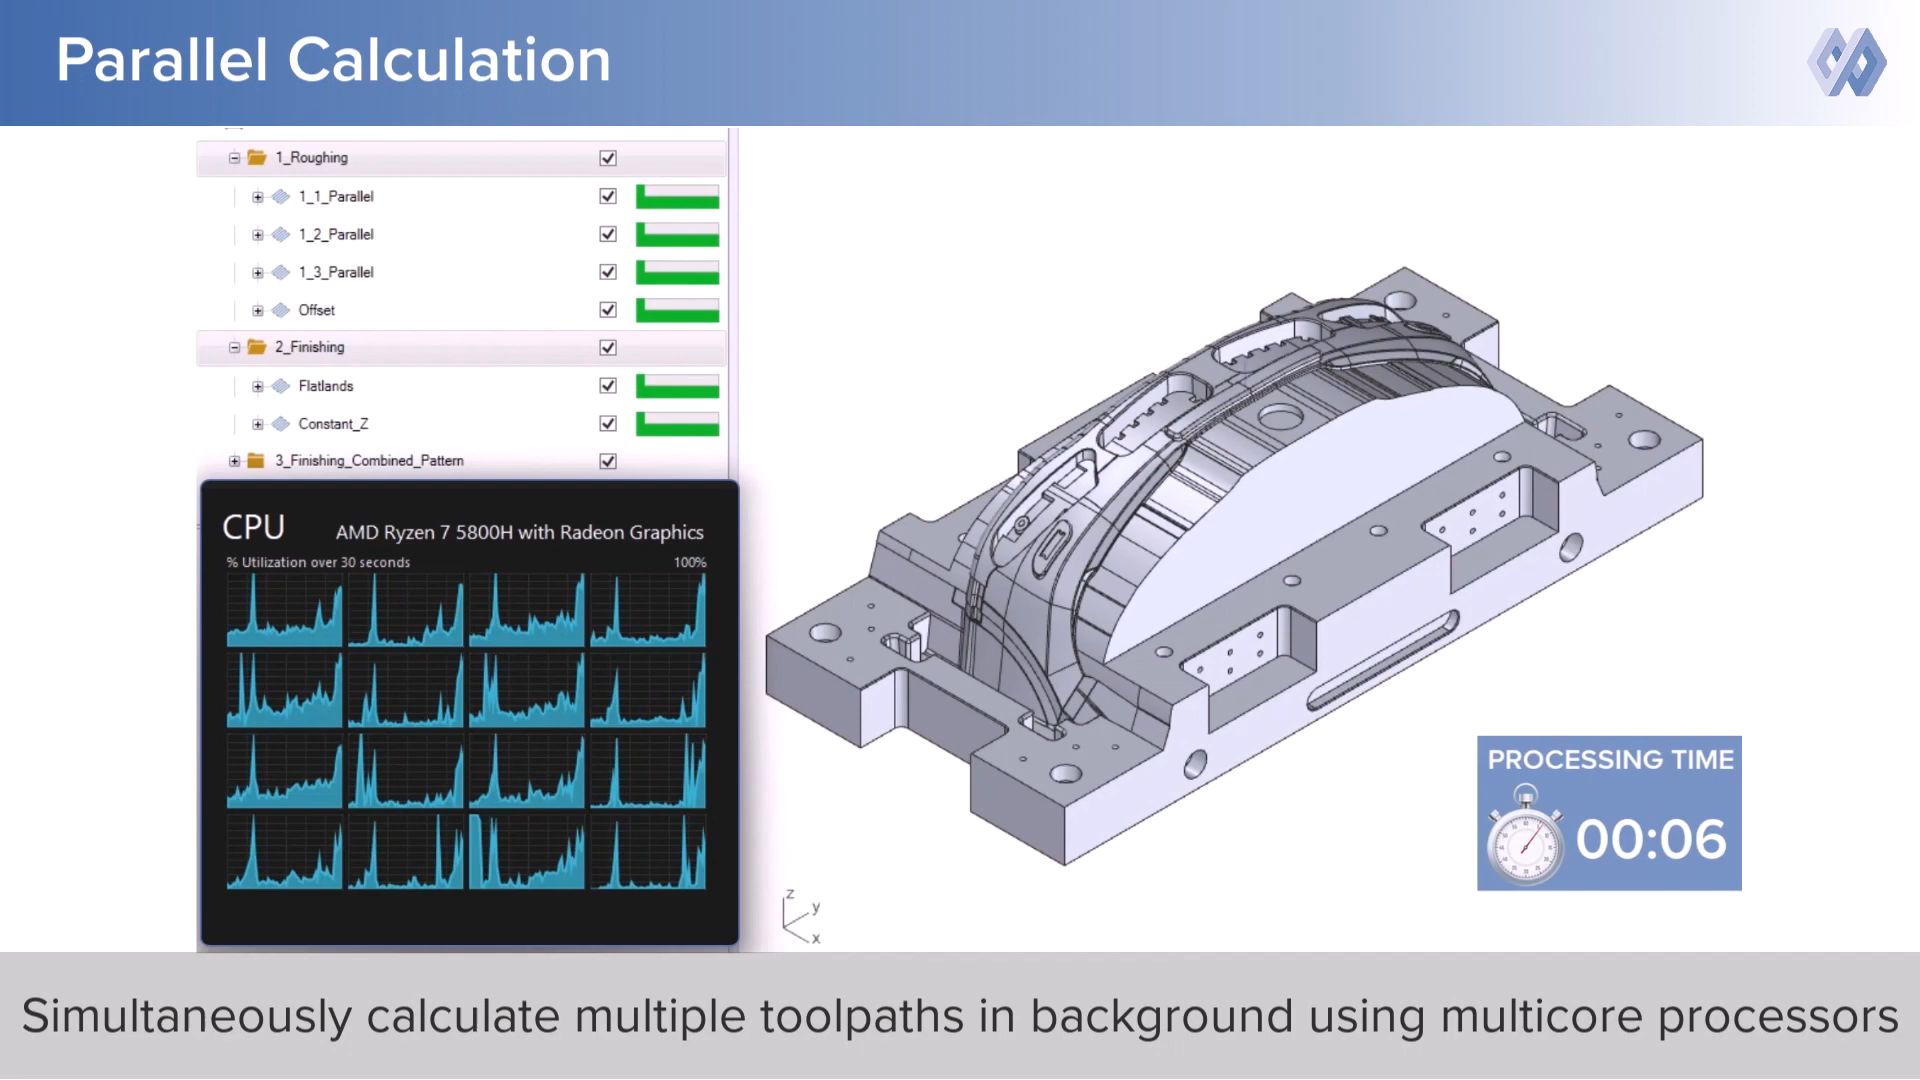 Parallel Calculation
1_Roughing
1_1_Parallel
1_2_Parallel
1_3_Parallel
Offset
2_Finishing
Flatlands
Constant_Z
3_Finishing_Combined_Pattern
CPU AMD Ryzen 7 5800H with Radeon Graphics
% Utilization over 30 seconds 100%
z
y
x
PROCESSING TIME
00:06
Simultaneously calculate multiple toolpaths in background using multicore processors